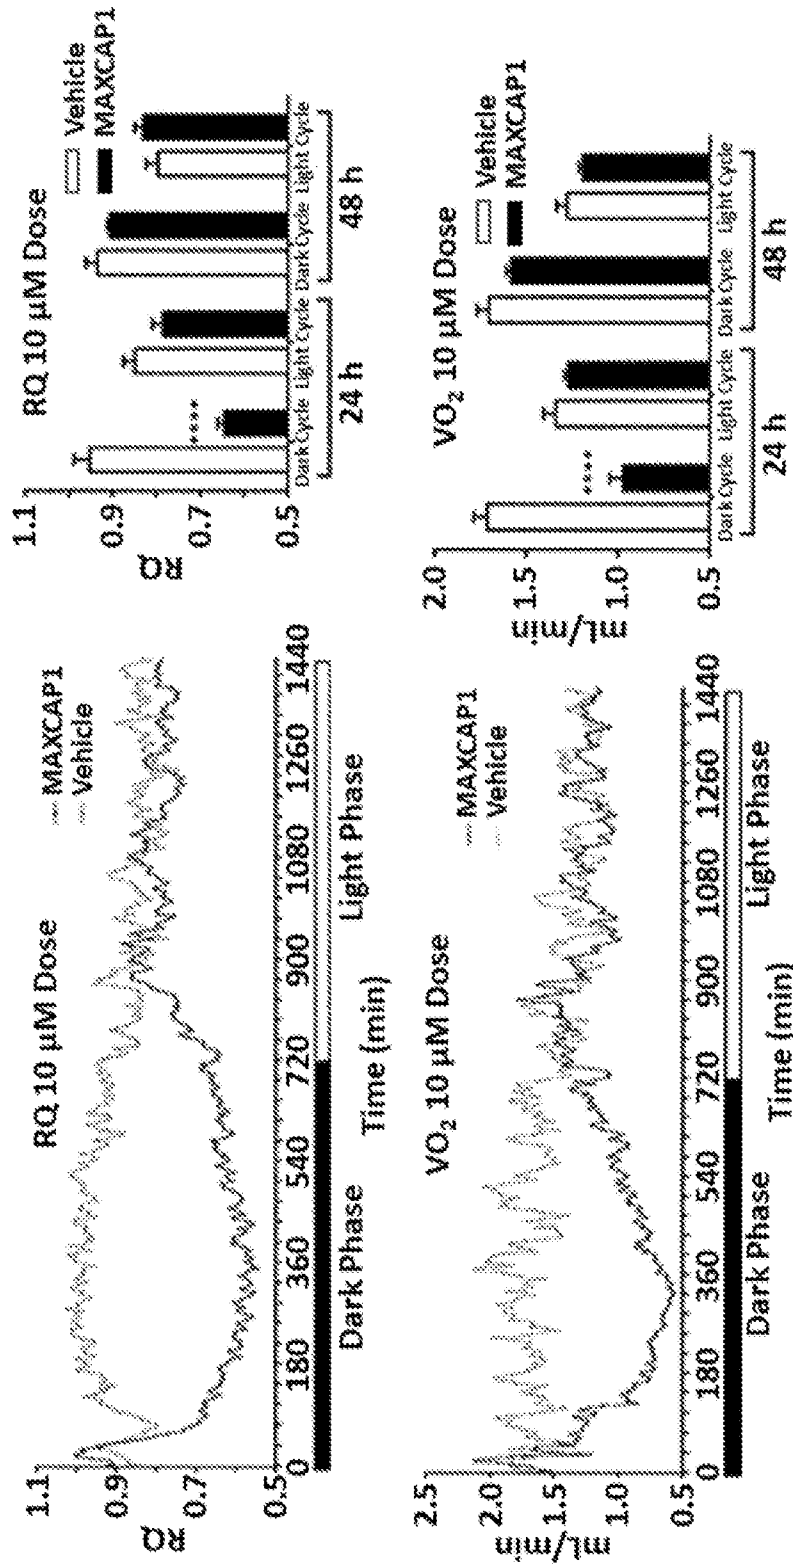 RQ 10 µM Dose
MAXCAP1
Vehicle
RQ
1.1
0.9
0.7
0.5
0 180 360 540 720 900 1080 1260 1440
Dark Phase Light Phase
Time (min)
RQ 10 µM Dose
Vehicle
MAXCAP1
RQ
1.1
0.9
0.7
0.5
****
Dark Cycle Light Cycle Dark Cycle Light Cycle
24 h 48 h
VO₂ 10 µM Dose
MAXCAP1
Vehicle
mL/min
2.5
2.0
1.5
1.0
0.5
0 180 360 540 720 900 1080 1260 1440
Dark Phase Light Phase
Time (min)
VO₂ 10 µM Dose
Vehicle
MAXCAP1
mL/min
2.0
1.5
1.0
0.5
****
Dark Cycle Light Cycle Dark Cycle Light Cycle
24 h 48 h